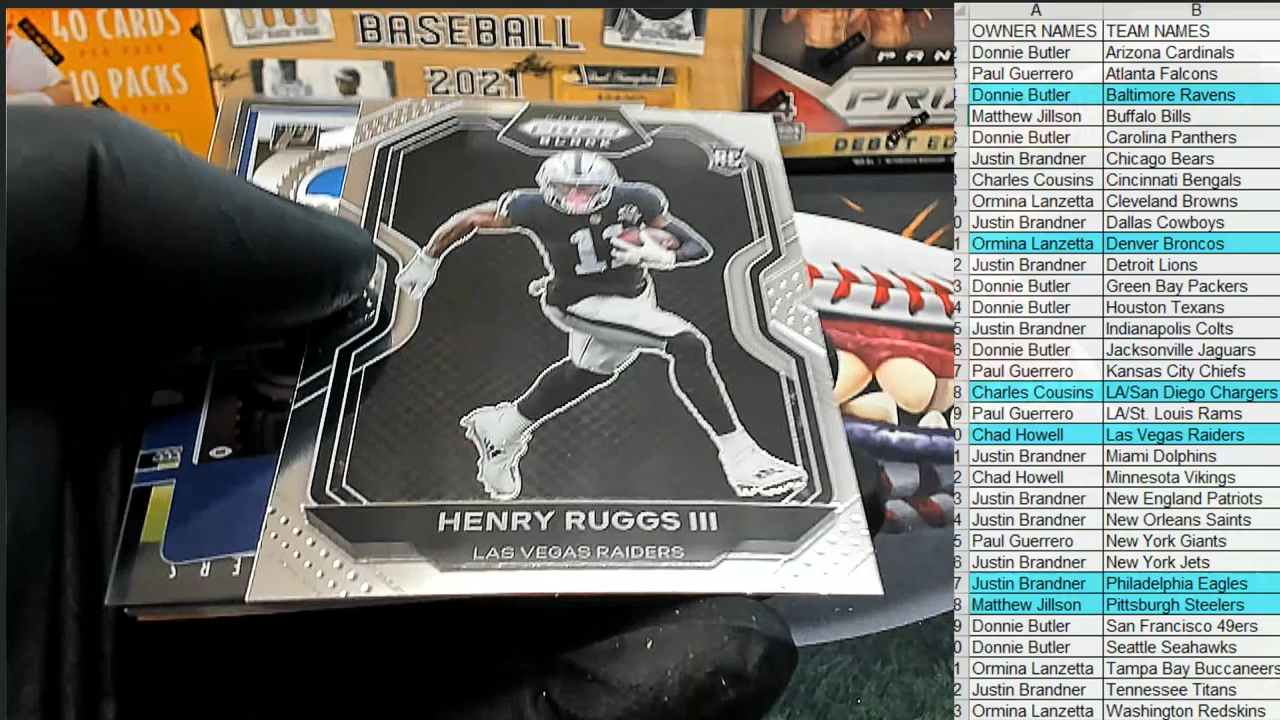 40 CARDS
PER PACK
10 PACKS
BASEBALL
2021
DEBUT
PRIZM
BLACK
RC
HENRY RUGGS III
LAS VEGAS RAIDERS
A B
OWNER NAMES TEAM NAMES
Donnie Butler Arizona Cardinals
Paul Guerrero Atlanta Falcons
Donnie Butler Baltimore Ravens
Matthew Jillson Buffalo Bills
Donnie Butler Carolina Panthers
Justin Brandner Chicago Bears
Charles Cousins Cincinnati Bengals
Ormina Lanzetta Cleveland Browns
Justin Brandner Dallas Cowboys
Ormina Lanzetta Denver Broncos
Justin Brandner Detroit Lions
Donnie Butler Green Bay Packers
Donnie Butler Houston Texans
Justin Brandner Indianapolis Colts
Donnie Butler Jacksonville Jaguars
Paul Guerrero Kansas City Chiefs
Charles Cousins LA/San Diego Chargers
Paul Guerrero LA/St. Louis Rams
Chad Howell Las Vegas Raiders
Justin Brandner Miami Dolphins
Chad Howell Minnesota Vikings
Justin Brandner New England Patriots
Justin Brandner New Orleans Saints
Paul Guerrero New York Giants
Justin Brandner New York Jets
Justin Brandner Philadelphia Eagles
Matthew Jillson Pittsburgh Steelers
Donnie Butler San Francisco 49ers
Donnie Butler Seattle Seahawks
Ormina Lanzetta Tampa Bay Buccaneers
Justin Brandner Tennessee Titans
Ormina Lanzetta Washington Redskins